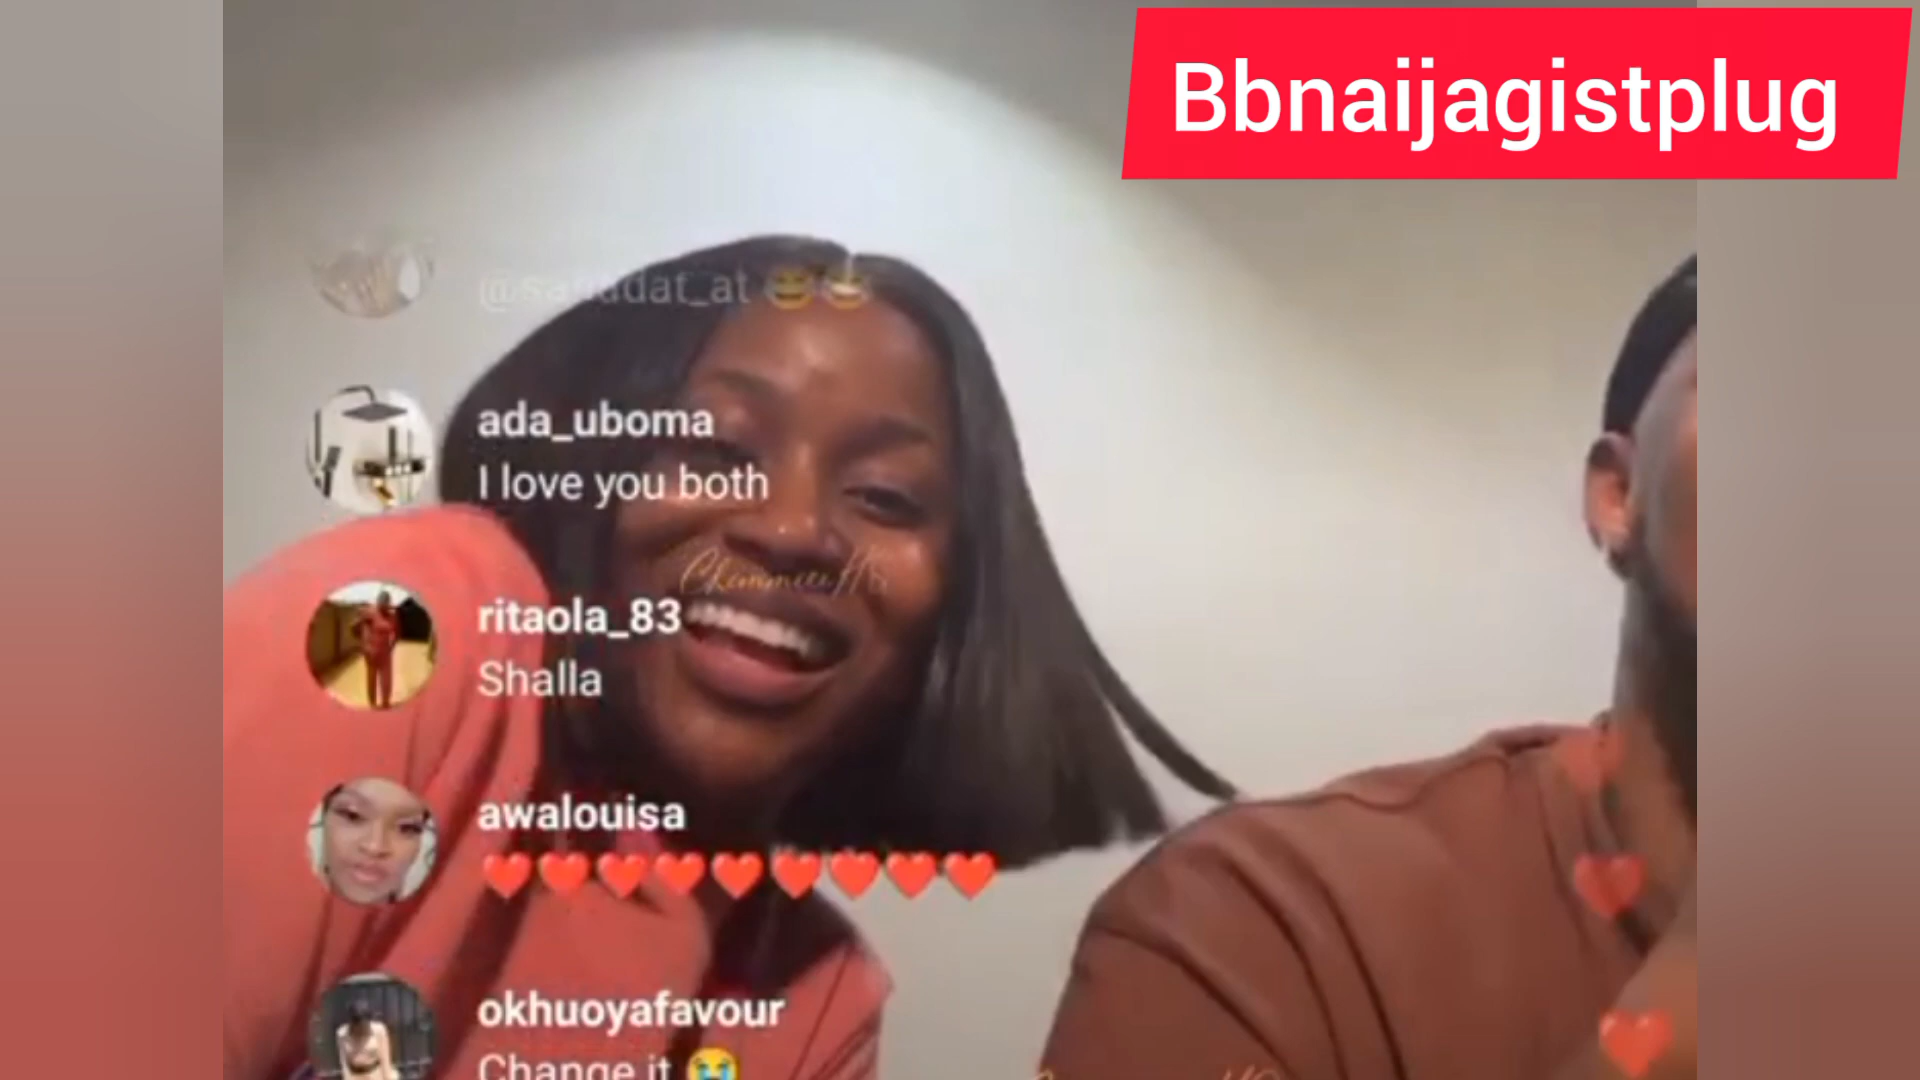 Bbnaijagistplug
ada_uboma
I love you both
ritaola_83
Shalla
awalouisa
❤️❤️❤️❤️❤️❤️❤️❤️❤️
okhuoyafavour
Change it 😭